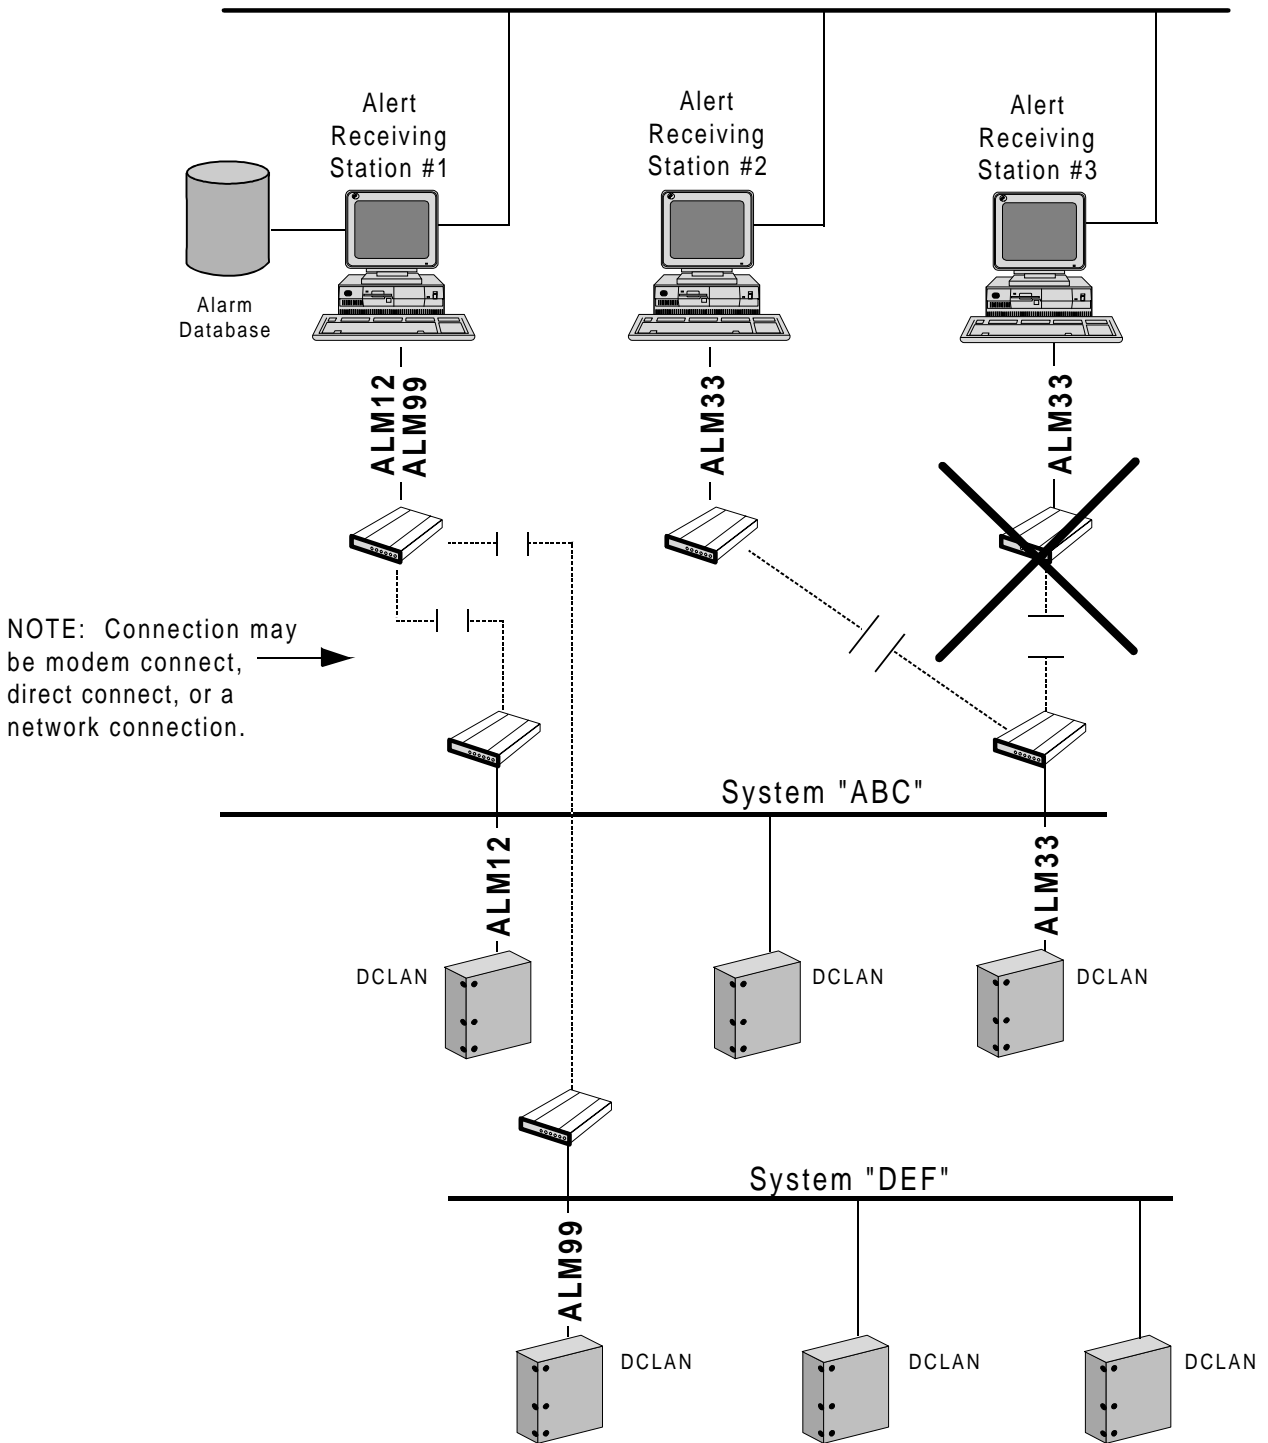 Alert
Receiving
Station #1
Alert
Receiving
Station #2
Alert
Receiving
Station #3
Alarm
Database
ALM12
ALM99
ALM33
ALM33
NOTE: Connection may
be modem connect,
direct connect, or a
network connection.
System "ABC"
ALM12
ALM33
DCLAN
DCLAN
DCLAN
System "DEF"
ALM99
DCLAN
DCLAN
DCLAN